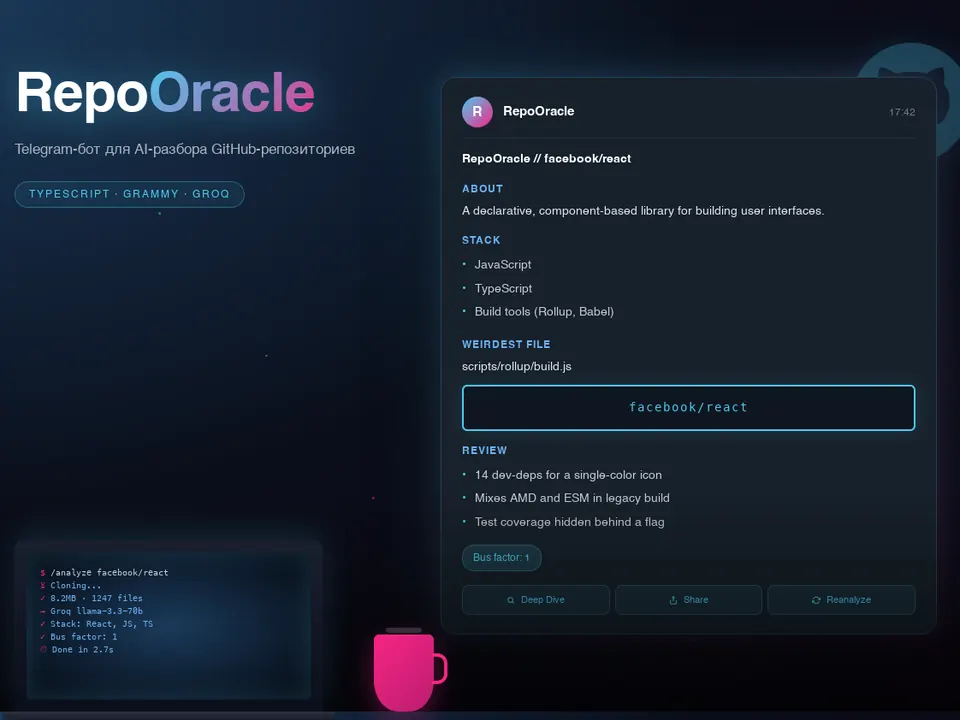 RepoOracle
Telegram-бот для AI-разбора GitHub-репозиториев
TYPESCRIPT · GRAMMY · GROQ
$ /analyze facebook/react
Cloning...
✓ 8.2MB · 1247 files
→ Groq llama-3.3-70b
✓ Stack: React, JS, TS
✓ Bus factor: 1
Done in 2.7s
R RepoOracle 17:42
RepoOracle // facebook/react
ABOUT
A declarative, component-based library for building user interfaces.
STACK
• JavaScript
• TypeScript
• Build tools (Rollup, Babel)
WEIRDEST FILE
scripts/rollup/build.js
facebook/react
REVIEW
• 14 dev-deps for a single-color icon
• Mixes AMD and ESM in legacy build
• Test coverage hidden behind a flag
Bus factor: 1
Deep Dive
Share
Reanalyze